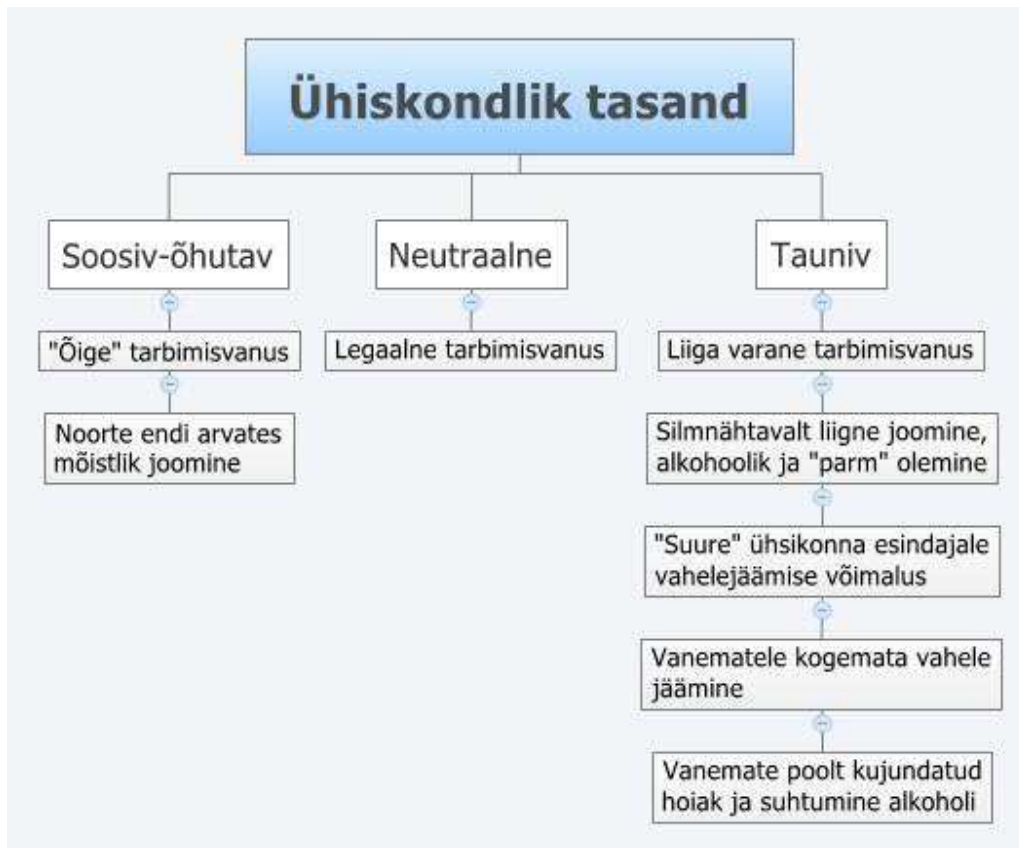 Ühiskondlik tasand
Soosiv-õhutav
Neutraalne
Tauniv
"Õige" tarbimisvanus
Legaalne tarbimisvanus
Liiga varane tarbimisvanus
Noorte endi arvates
mõistlik joomine
Silmnähtavalt liigne joomine,
alkohoolik ja "parm" olemine
"Suure" ühsikonna esindajale
vahelejäämise võimalus
Vanematele kogemata vahele
jäämine
Vanemate poolt kujundatud
hoiak ja suhtumine alkoholi